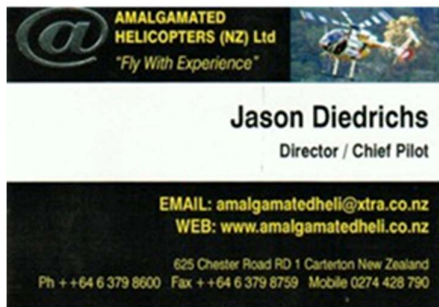 AMALGAMATED
HELICOPTERS (NZ) Ltd
"Fly With Experience"
Jason Diedrichs
Director / Chief Pilot
EMAIL: amalgamatedheli@xtra.co.nz
WEB: www.amalgamatedheli.co.nz
625 Chester Road RD 1 Carterton New Zealand
Ph ++64 6 379 8600 Fax ++64 6 379 8759 Mobile 0274 428 790